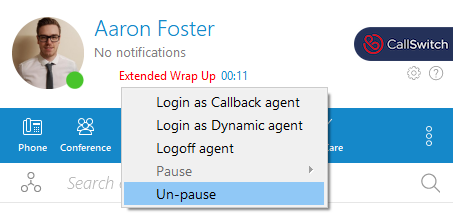 Aaron Foster
No notifications
CallSwitch
Extended Wrap Up 00:11
Login as Callback agent
Login as Dynamic agent
Logoff agent
Pause
Un-pause
Phone
Conference
Care
Search